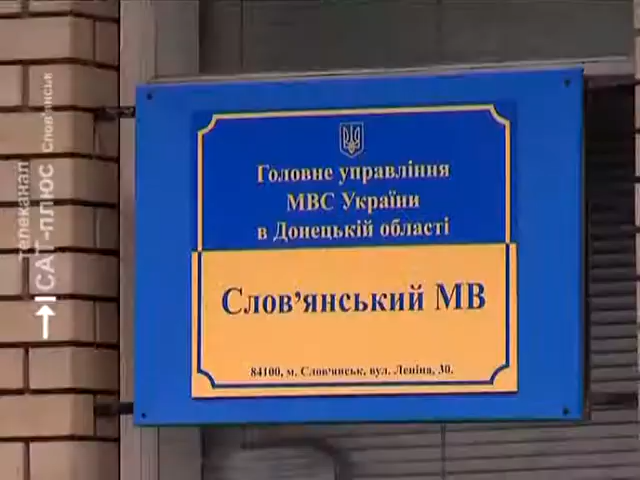 Головне управління
МВС України
в Донецькій області
Слов’янський МВ
84100, м. Слов'янськ, вул. Леніна, 30.
телеканал
САТ-ПЛЮС Слов'янськ